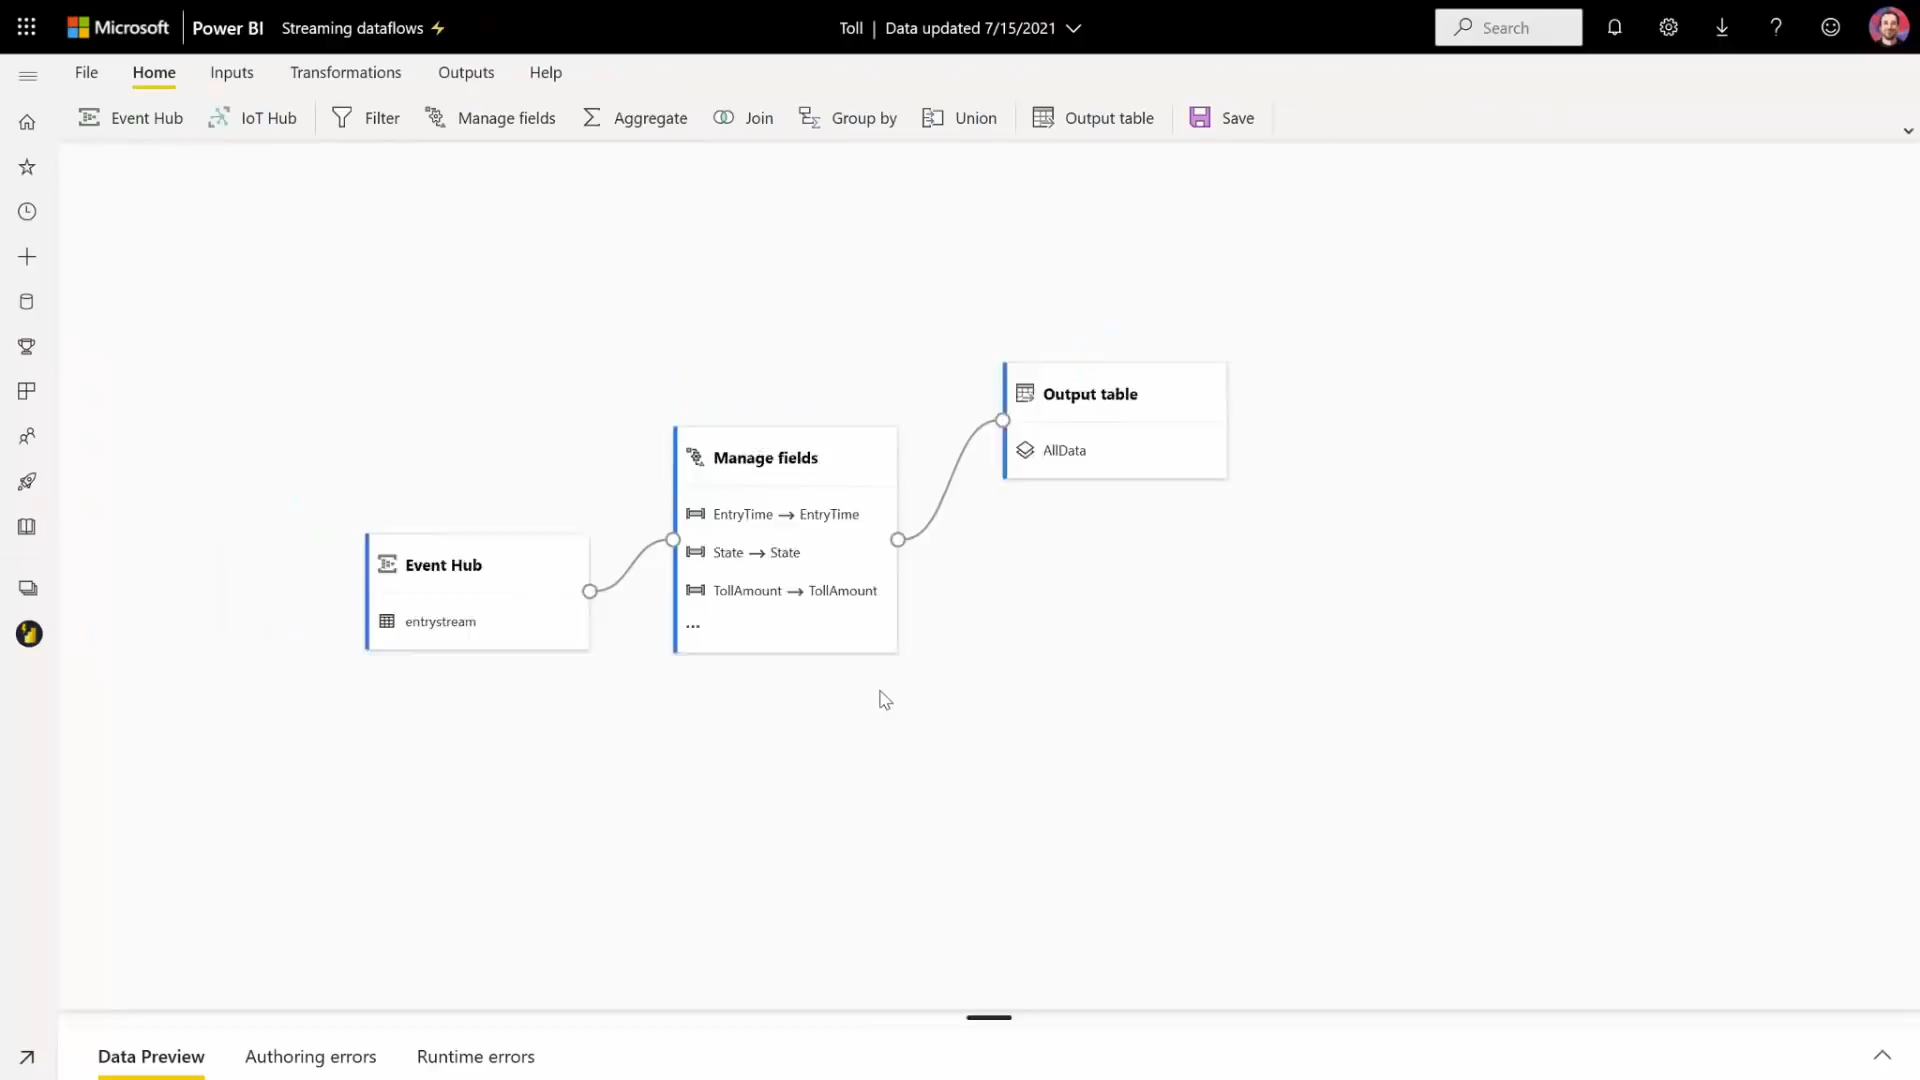 Microsoft Power BI Streaming dataflows
Toll | Data updated 7/15/2021
Search
File Home Inputs Transformations Outputs Help
Event Hub IoT Hub Filter Manage fields Aggregate Join Group by Union Output table Save
Output table
AllData
Manage fields
EntryTime → EntryTime
State → State
TollAmount → TollAmount
...
Event Hub
entrystream
Data Preview Authoring errors Runtime errors